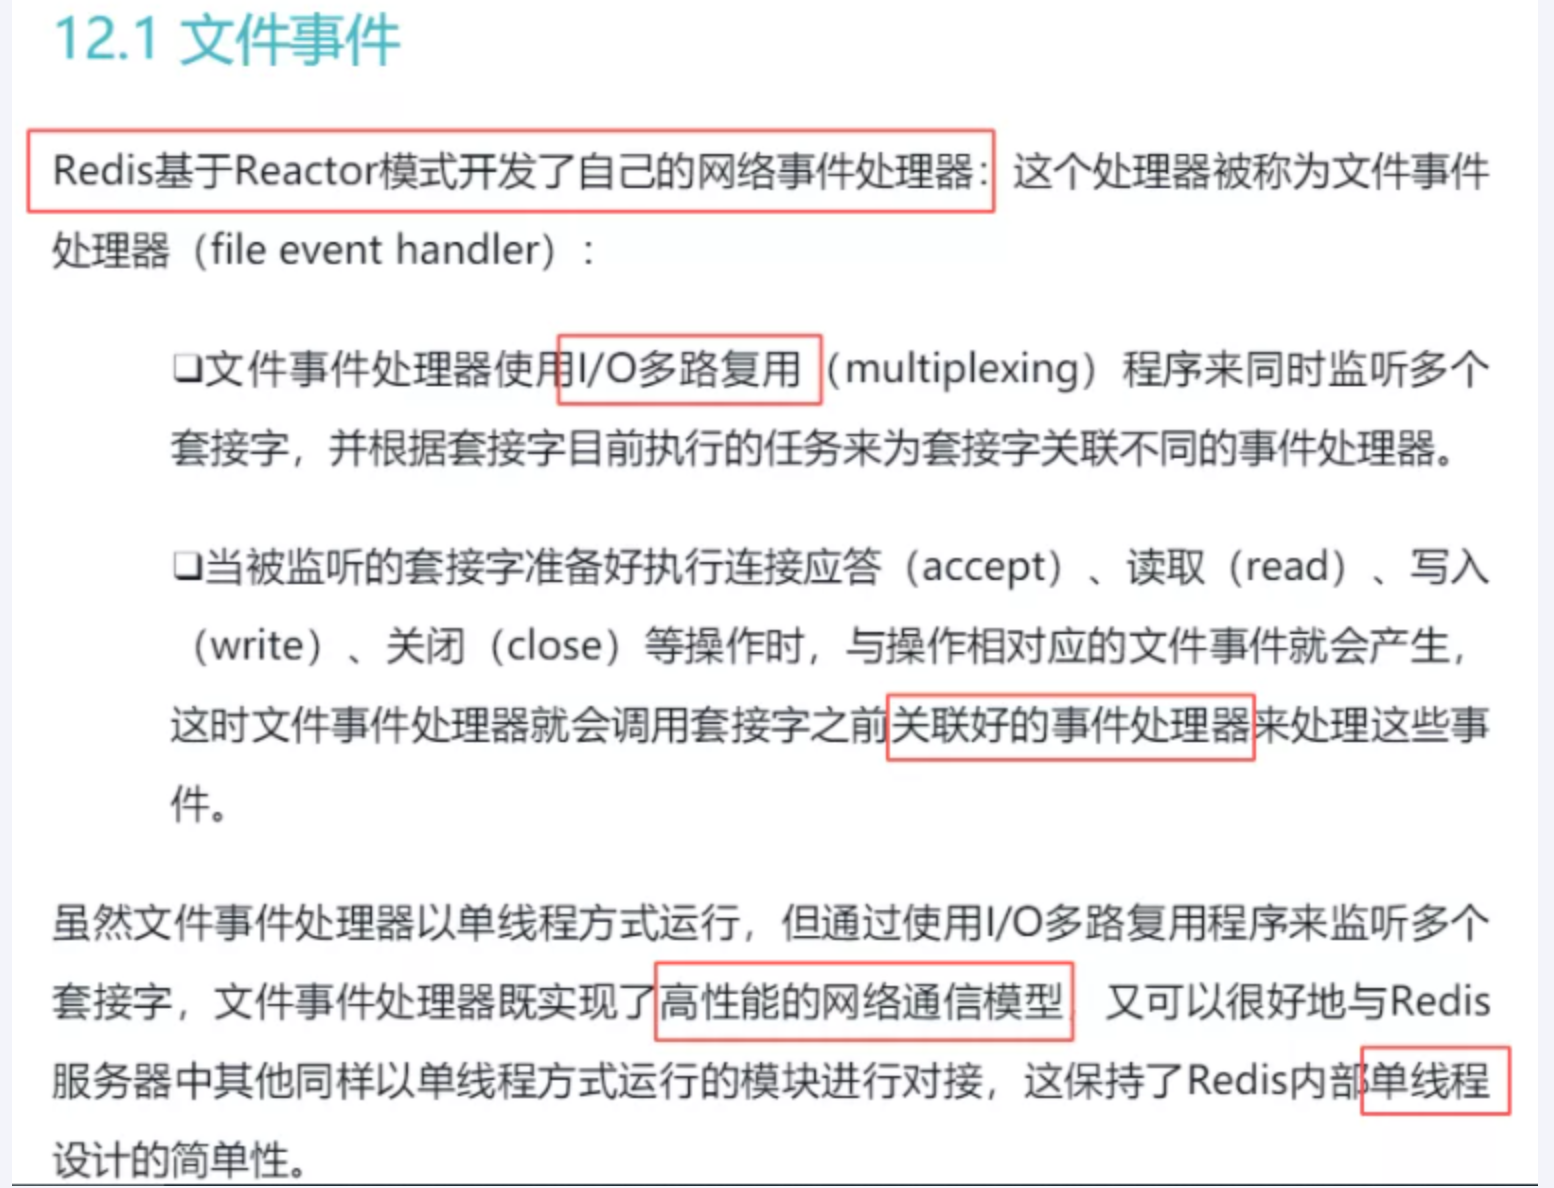 12.1 文件事件
Redis基于Reactor模式开发了自己的网络事件处理器：这个处理器被称为文件事件
处理器（file event handler）：
❏文件事件处理器使用I/O多路复用（multiplexing）程序来同时监听多个
套接字，并根据套接字目前执行的任务来为套接字关联不同的事件处理器。
❏当被监听的套接字准备好执行连接应答（accept）、读取（read）、写入
（write）、关闭（close）等操作时，与操作相对应的文件事件就会产生，
这时文件事件处理器就会调用套接字之前关联好的事件处理器来处理这些事
件。
虽然文件事件处理器以单线程方式运行，但通过使用I/O多路复用程序来监听多个
套接字，文件事件处理器既实现了高性能的网络通信模型，又可以很好地与Redis
服务器中其他同样以单线程方式运行的模块进行对接，这保持了Redis内部单线程
设计的简单性。